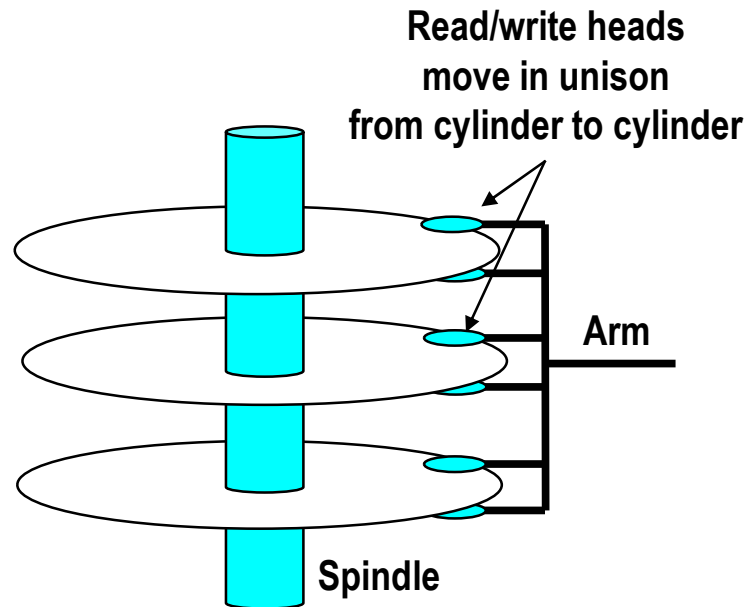 Read/write heads
move in unison
from cylinder to cylinder
Arm
Spindle